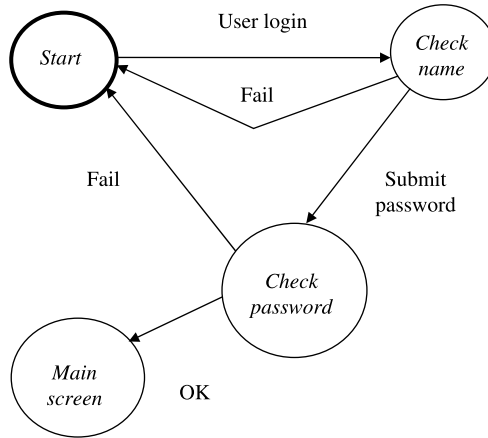 User login
Start
Check
name
Fail
Fail
Submit
password
Check
password
Main
screen
OK